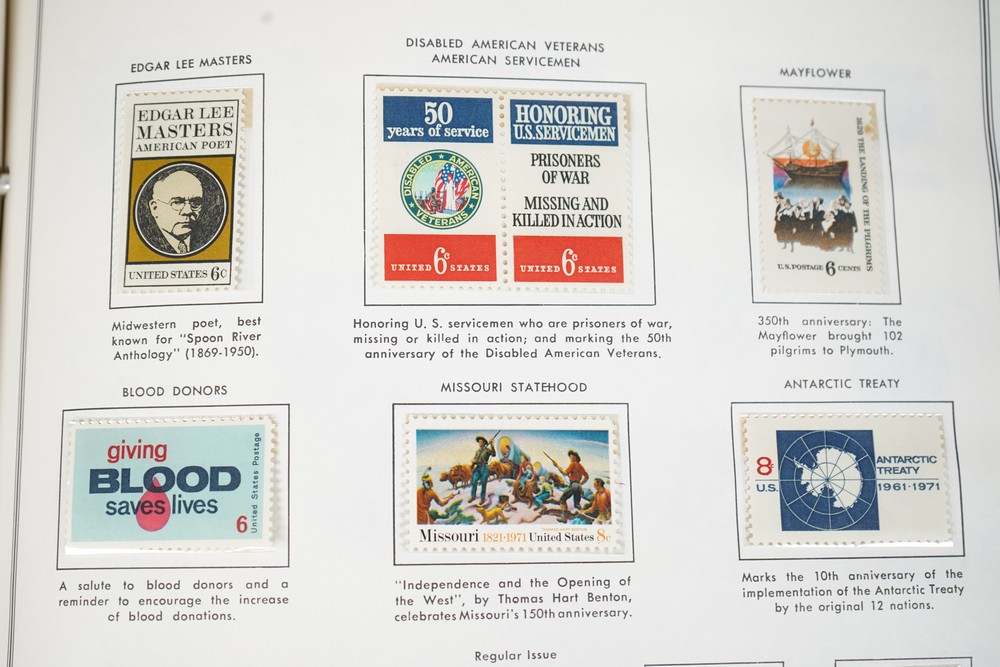 EDGAR LEE MASTERS
EDGAR LEE
MASTERS
AMERICAN POET
UNITED STATES 6c
Midwestern poet, best
known for "Spoon River
Anthology" (1869-1950).
DISABLED AMERICAN VETERANS
AMERICAN SERVICEMEN
50
years of service
DISABLED AMERICAN VETERANS
UNITED 6c STATES
HONORING
U.S. SERVICEMEN
PRISONERS
OF WAR
MISSING AND
KILLED IN ACTION
UNITED 6c STATES
Honoring U. S. servicemen who are prisoners of war,
missing or killed in action; and marking the 50th
anniversary of the Disabled American Veterans.
MAYFLOWER
1620 THE LANDING OF THE PILGRIMS
U.S. POSTAGE 6 CENTS
350th anniversary: The
Mayflower brought 102
pilgrims to Plymouth.
BLOOD DONORS
giving
BLOOD
saves lives
6
United States Postage
A salute to blood donors and a
reminder to encourage the increase
of blood donations.
MISSOURI STATEHOOD
THOMAS HART BENTON
Missouri 1821·1971 United States 8c
"Independence and the Opening of
the West", by Thomas Hart Benton,
celebrates Missouri's 150th anniversary.
ANTARCTIC TREATY
8c
U.S.
ANTARCTIC
TREATY
1961·1971
Marks the 10th anniversary of the
implementation of the Antarctic Treaty
by the original 12 nations.
Regular Issue